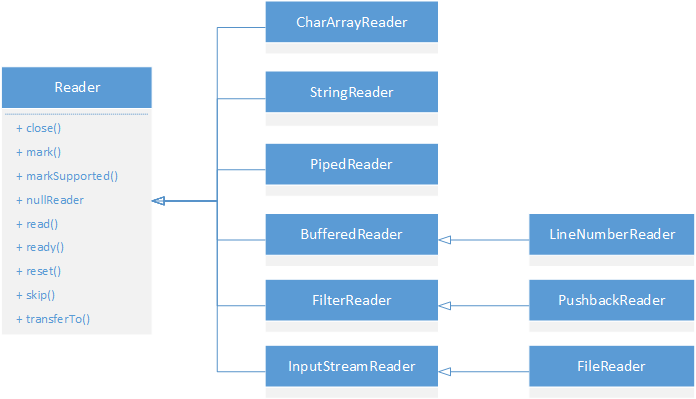 Reader
+ close()
+ mark()
+ markSupported()
+ nullReader
+ read()
+ ready()
+ reset()
+ skip()
+ transferTo()
CharArrayReader
StringReader
PipedReader
BufferedReader
LineNumberReader
FilterReader
PushbackReader
InputStreamReader
FileReader